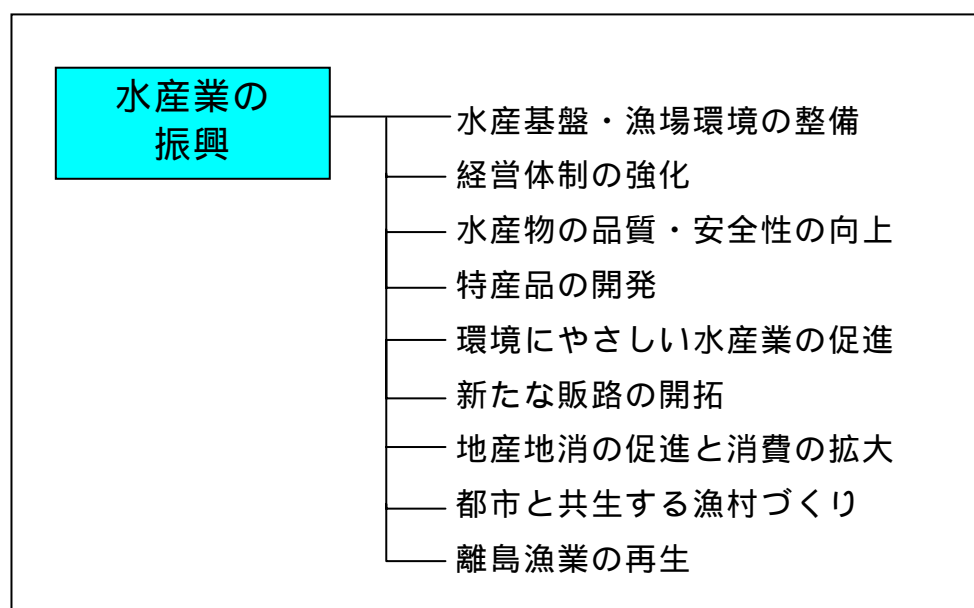 水産業の
振興
水産基盤・漁場環境の整備
経営体制の強化
水産物の品質・安全性の向上
特産品の開発
環境にやさしい水産業の促進
新たな販路の開拓
地産地消の促進と消費の拡大
都市と共生する漁村づくり
離島漁業の再生